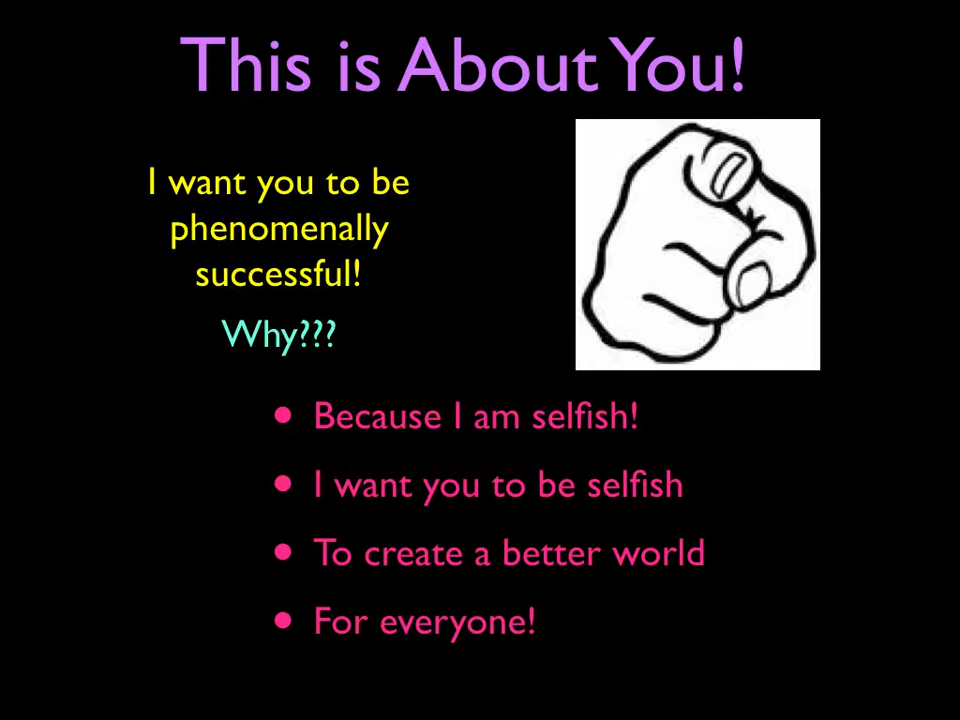 This is About You!
I want you to be
phenomenally
successful!
Why???
• Because I am selfish!
• I want you to be selfish
• To create a better world
• For everyone!